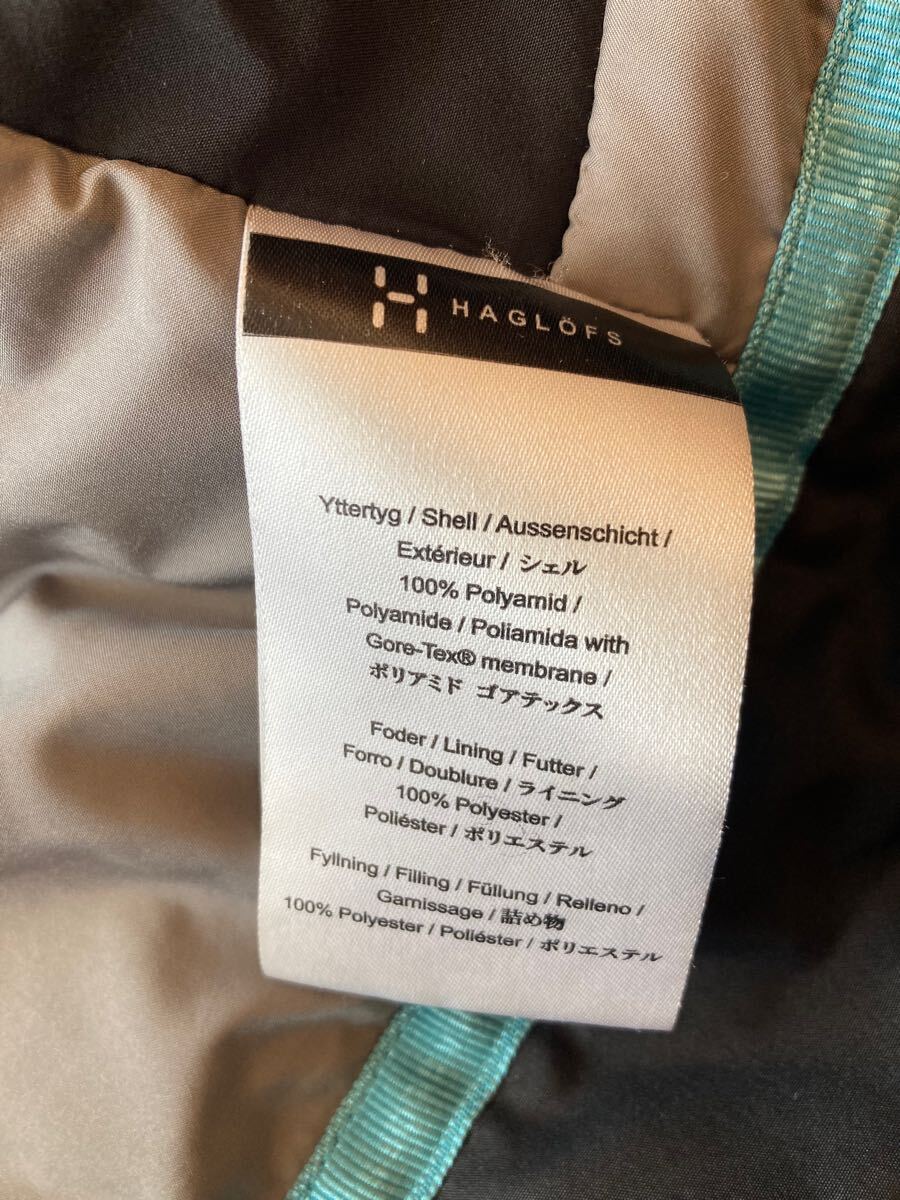 HAGLÖFS
Yttertyg / Shell / Aussenschicht /
Extérieur / シェル
100% Polyamid /
Polyamide / Poliamida with
Gore-Tex® membrane /
ポリアミド ゴアテックス
Foder / Lining / Futter /
Forro / Doublure / ライニング
100% Polyester /
Poliéster / ポリエステル
Fyllning / Filling / Füllung / Relleno /
Garnissage / 詰め物
100% Polyester / Poliéster / ポリエステル